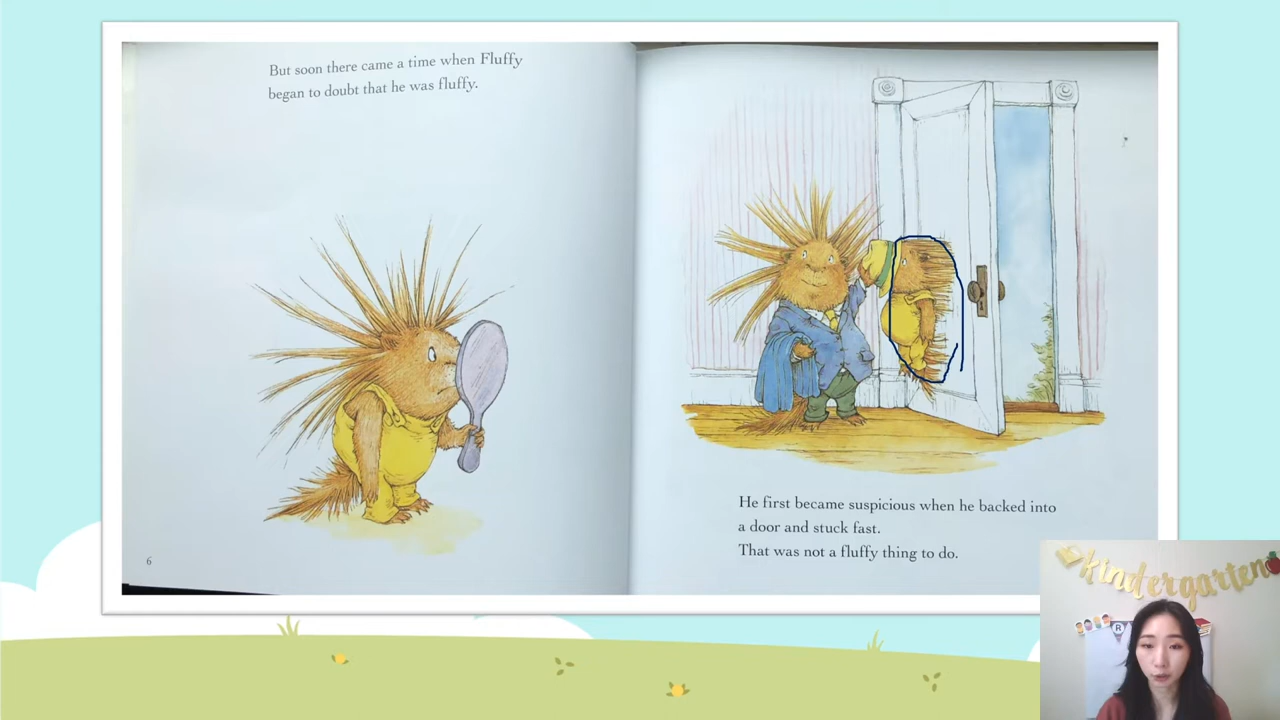 But soon there came a time when Fluffy
began to doubt that he was fluffy.
6
He first became suspicious when he backed into
a door and stuck fast.
That was not a fluffy thing to do.
kindergarten
R